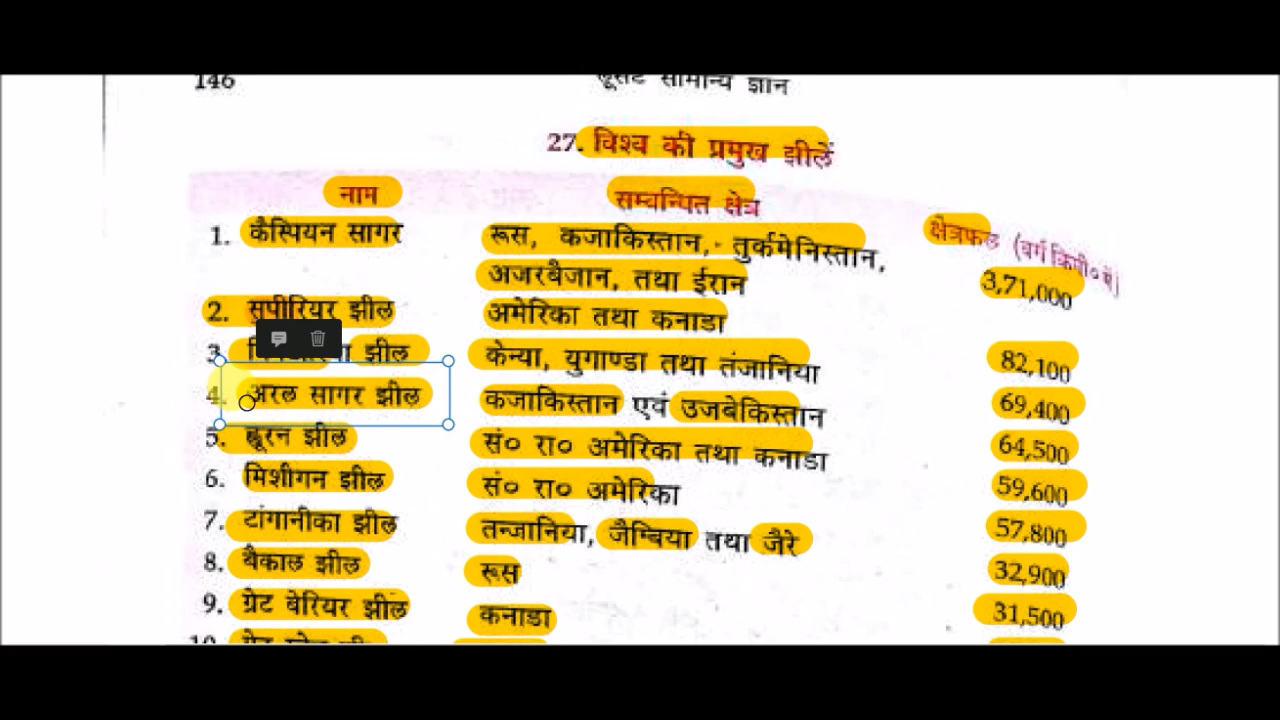 146 लूसेंट सामान्य ज्ञान
27. विश्व की प्रमुख झीलें
नाम सम्बन्धित क्षेत्र क्षेत्रफल (वर्ग किमी० में)
1. कैस्पियन सागर रूस, कजाकिस्तान, तुर्कमेनिस्तान,
अजरबैजान, तथा ईरान 3,71,000
2. सुपीरियर झील अमेरिका तथा कनाडा 82,100
3. झील केन्या, युगाण्डा तथा तंजानिया 69,400
4. अरल सागर झील कजाकिस्तान एवं उजबेकिस्तान 64,500
5. ह्यूरन झील सं० रा० अमेरिका तथा कनाडा 59,600
6. मिशीगन झील सं० रा० अमेरिका 57,800
7. टांगानीका झील तन्जानिया, जैम्बिया तथा जैरे 32,900
8. बैकाल झील रूस 31,500
9. ग्रेट बेरियर झील कनाडा